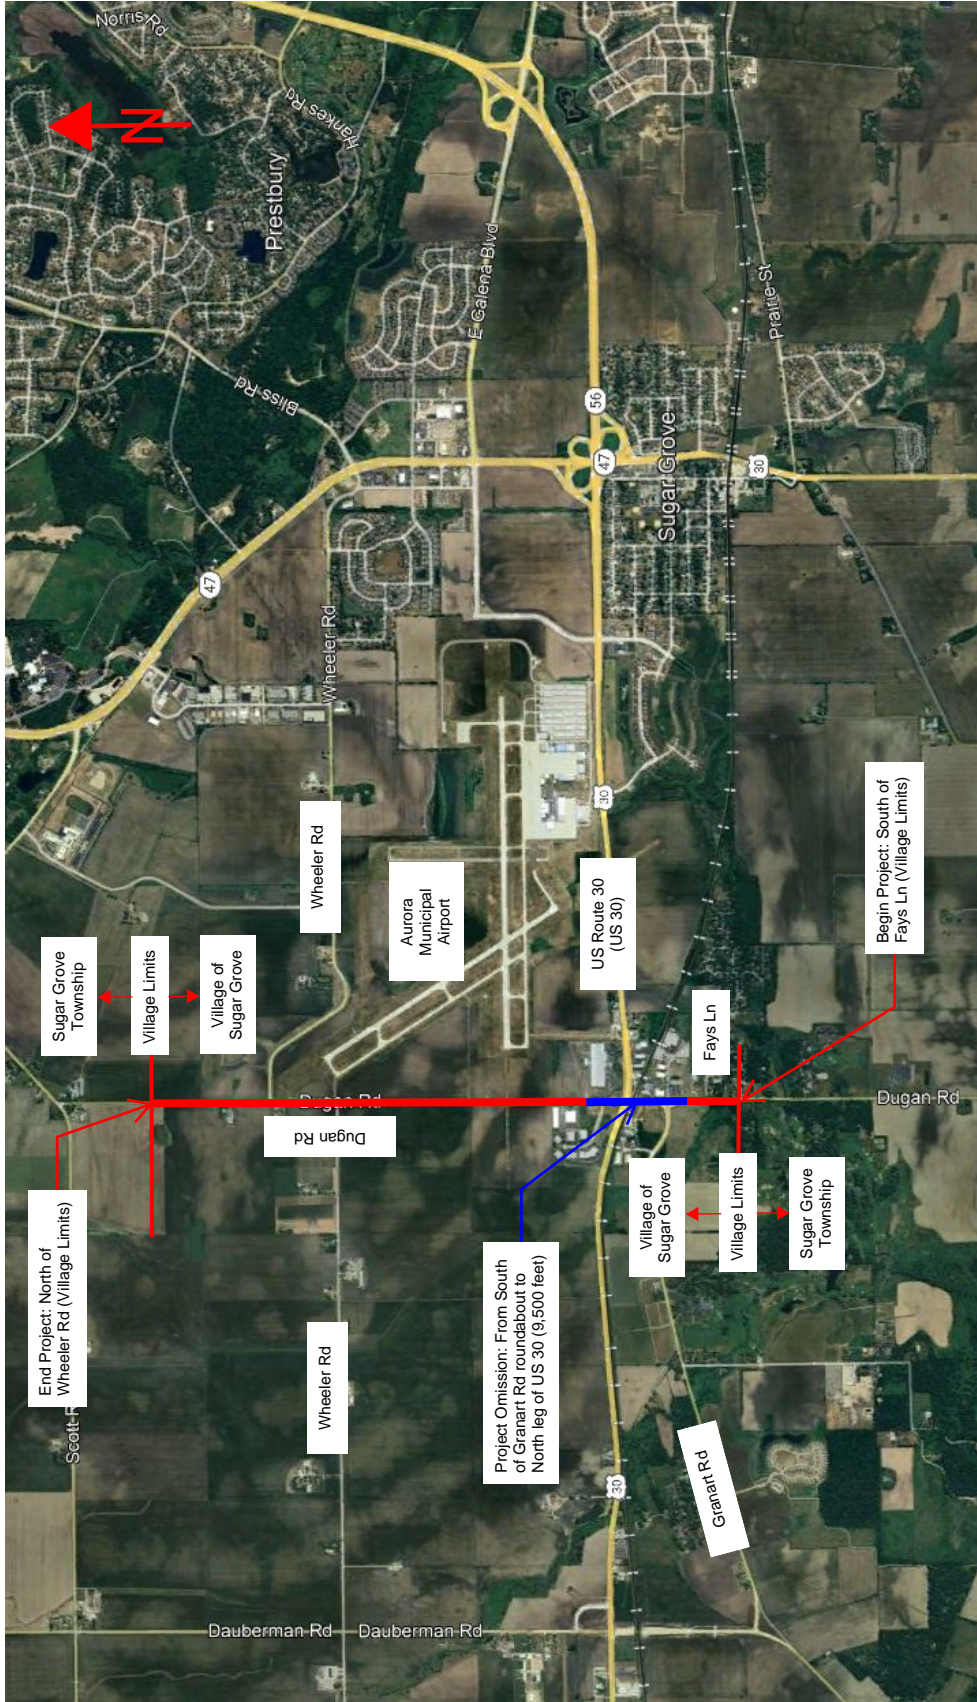 Norris Rd
Hankes Rd
N
Prestbury
E Galena Blvd
Prairie St
Bliss Rd
56
47
30
Sugar Grove
47
Wheeler Rd
30
Wheeler Rd
Aurora
Municipal
Airport
US Route 30
(US 30)
Begin Project: South of
Fays Ln (Village Limits)
Sugar Grove
Township
Village Limits
Village of
Sugar Grove
Fays Ln
Dugan Rd
Dugan Rd
Dugan Rd
End Project: North of
Wheeler Rd (Village Limits)
Project Omission: From South
of Granart Rd roundabout to
North leg of US 30 (9,500 feet)
Village of
Sugar Grove
Village Limits
Sugar Grove
Township
Wheeler Rd
Scott R
30
Granart Rd
Dauberman Rd
Dauberman Rd